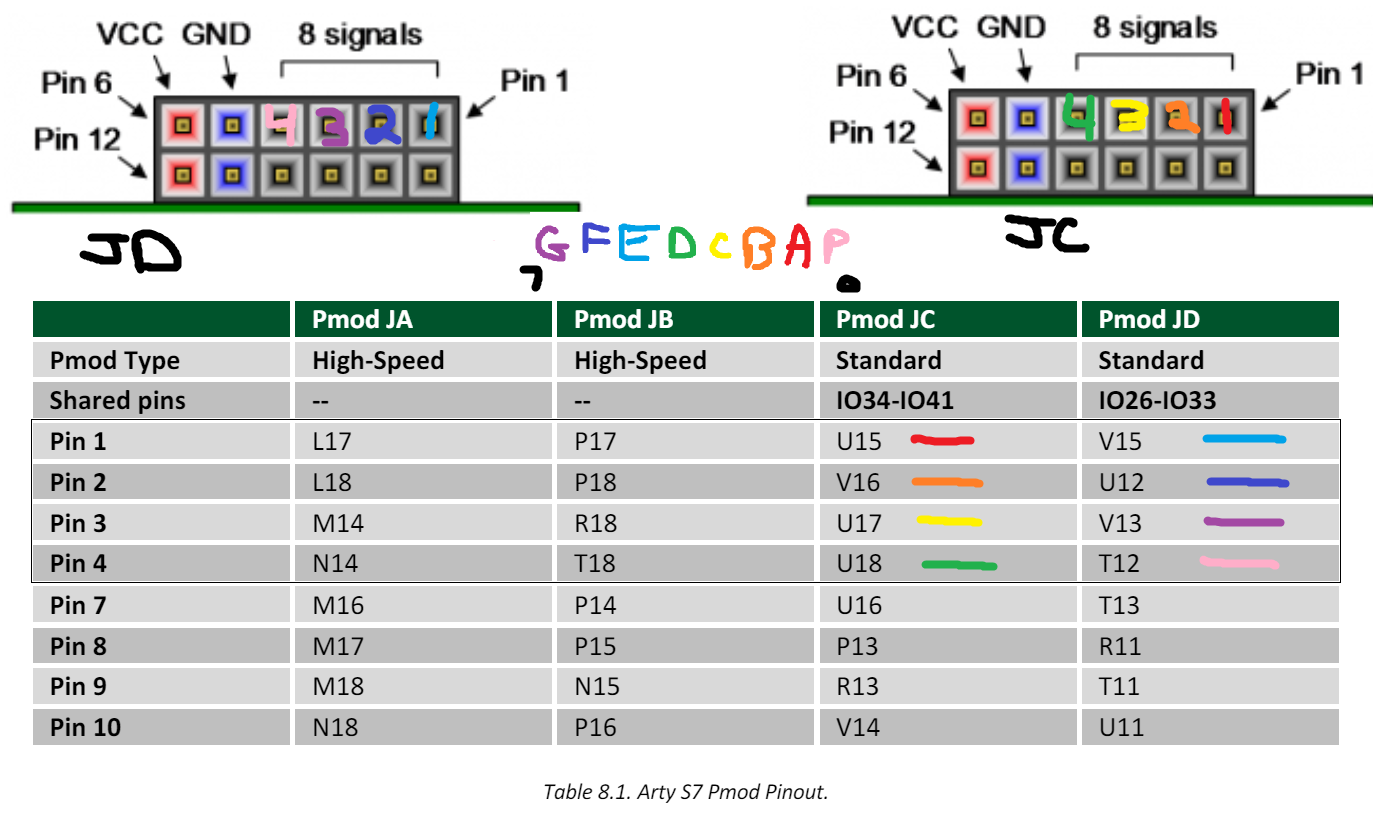 VCC GND 8 signals
Pin 6 Pin 1
Pin 12
4 3 2 1
JD
VCC GND 8 signals
Pin 6 Pin 1
Pin 12
4 3 2 1
JC
G F E D C B A P
7 0
Pmod JA Pmod JB Pmod JC Pmod JD
Pmod Type High-Speed High-Speed Standard Standard
Shared pins -- -- IO34-IO41 IO26-IO33
Pin 1 L17 P17 U15 V15
Pin 2 L18 P18 V16 U12
Pin 3 M14 R18 U17 V13
Pin 4 N14 T18 U18 T12
Pin 7 M16 P14 U16 T13
Pin 8 M17 P15 P13 R11
Pin 9 M18 N15 R13 T11
Pin 10 N18 P16 V14 U11
Table 8.1. Arty S7 Pmod Pinout.